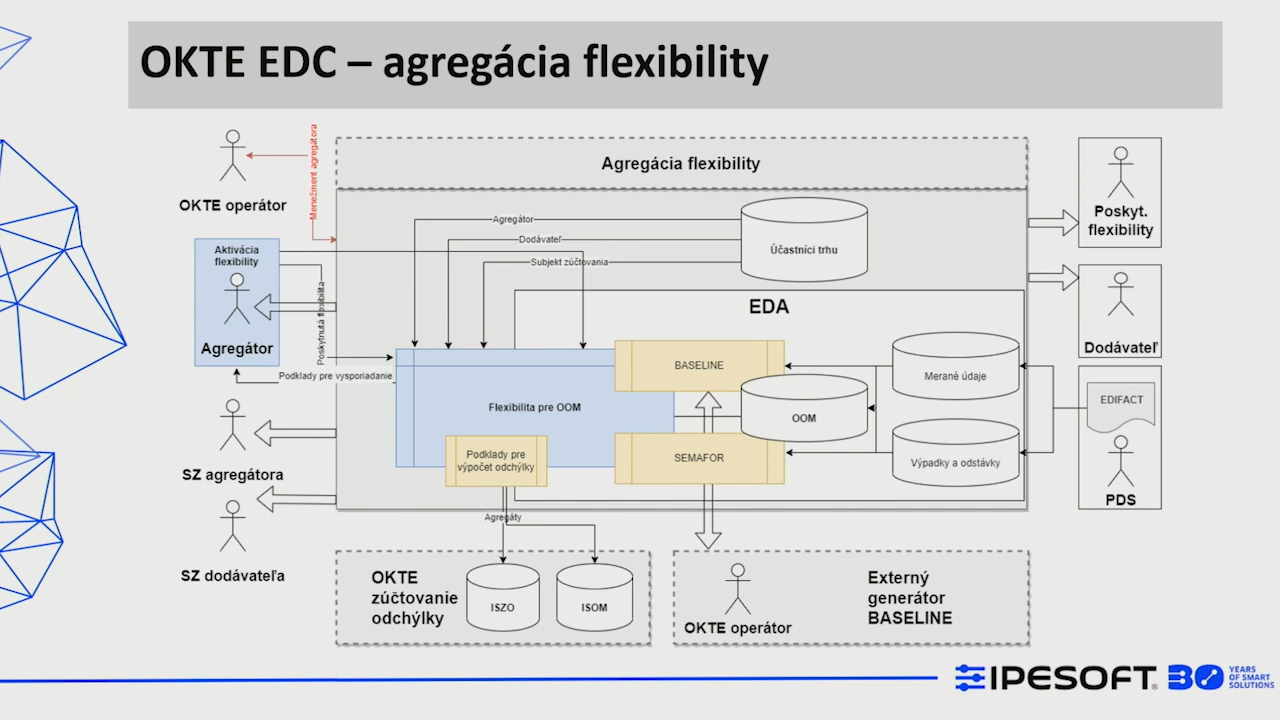 OKTE EDC – agregácia flexibility
Menežment agregátora
Agregácia flexibility
OKTE operátor
Poskyt.
flexibility
Agregátor
Dodávateľ
Subjekt zúčtovania
Účastníci trhu
Aktivácia
flexibility
Agregátor
Poskytnutá flexibilita
EDA
Dodávateľ
Podklady pre vysporiadanie
BASELINE
Merané údaje
Flexibilita pre OOM
OOM
EDIFACT
Podklady pre
výpočet odchýlky
SEMAFOR
Výpadky a odstávky
PDS
SZ agregátora
Agregáty
SZ dodávateľa
OKTE
zúčtovanie
odchýlky
ISZO
ISOM
OKTE operátor
Externý
generátor
BASELINE
IPESOFT®
30 YEARS
OF SMART
SOLUTIONS